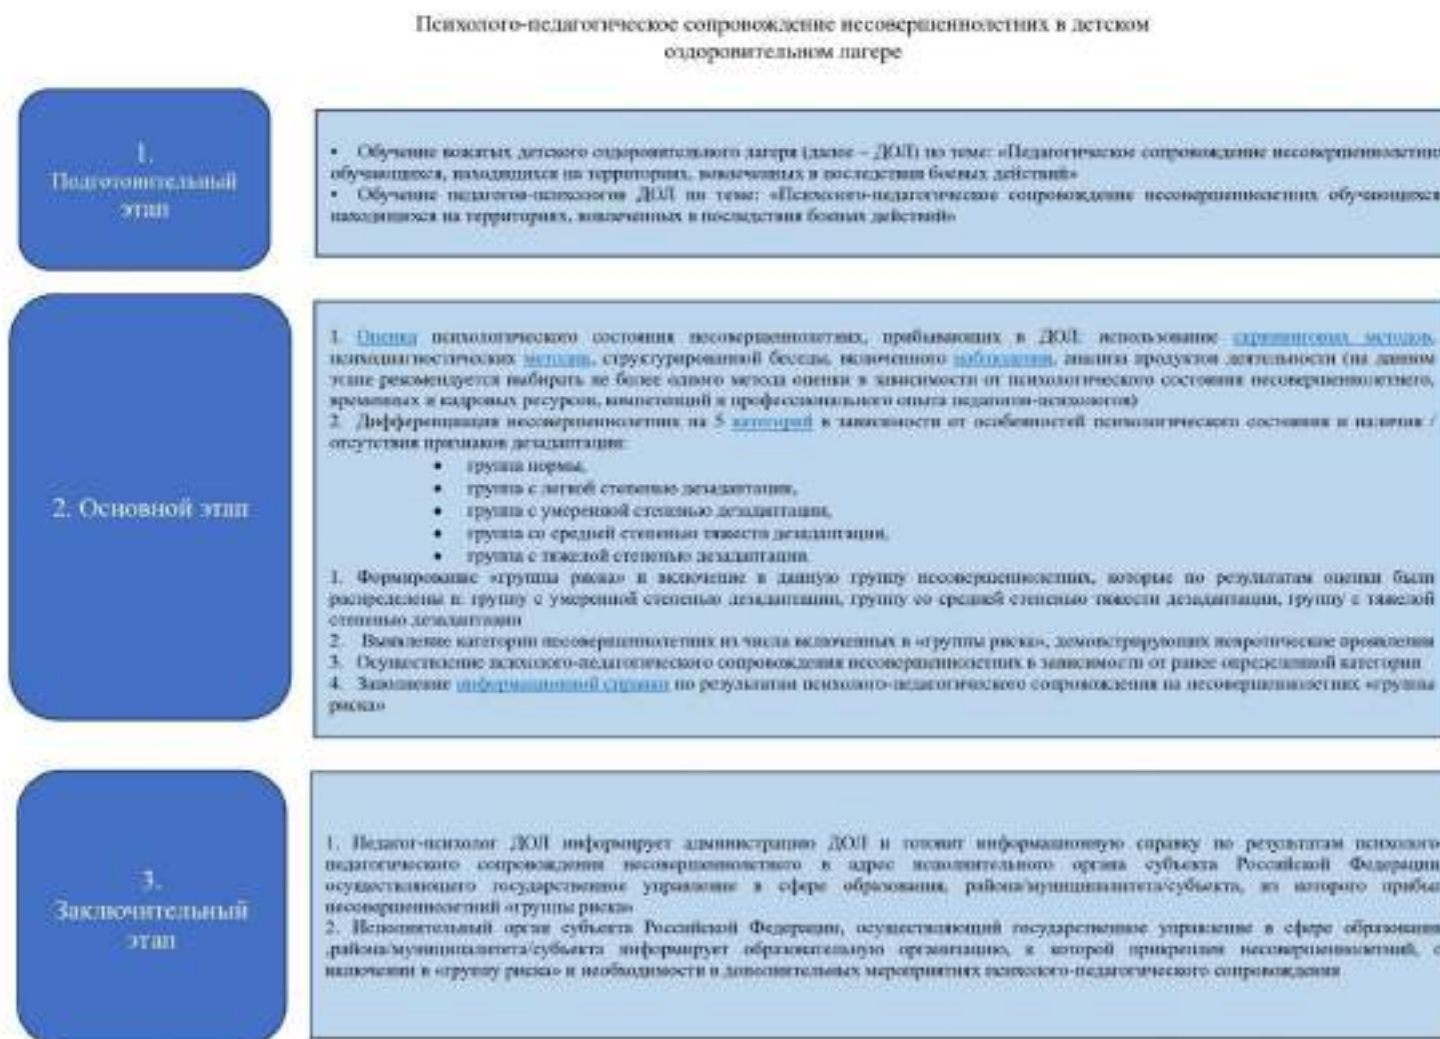 Психолого-педагогическое сопровождение несовершеннолетних в детском
оздоровительном лагере
1.
Подготовительный
этап
• Обучение вожатых детского оздоровительного лагеря (далее – ДОЛ) по теме: «Педагогическое сопровождение несовершеннолетних
обучающихся, находящихся на территориях, вовлеченных в последствия боевых действий»
• Обучение педагогов-психологов ДОЛ по теме: «Психолого-педагогическое сопровождение несовершеннолетних обучающихся
находящихся на территориях, вовлеченных в последствия боевых действий»
2. Основной этап
1. Оценка психологического состояния несовершеннолетних, прибывающих в ДОЛ: использование скрининговых методов,
психодиагностических методик, структурированной беседы, включенного наблюдения, анализа продуктов деятельности (на данном
этапе рекомендуется выбирать не более одного метода оценки в зависимости от психологического состояния несовершеннолетнего,
временных и кадровых ресурсов, компетенций и профессионального опыта педагогов-психологов)
2. Дифференциация несовершеннолетних на 5 категорий в зависимости от особенностей психологического состояния и наличия /
отсутствия признаков дезадаптации:
• группа нормы,
• группа с легкой степенью дезадаптации,
• группа с умеренной степенью дезадаптации,
• группа со средней степенью тяжести дезадаптации,
• группа с тяжелой степенью дезадаптации
1. Формирование «группы риска» и включение в данную группу несовершеннолетних, которые по результатам оценки были
распределены в: группу с умеренной степенью дезадаптации, группу со средней степенью тяжести дезадаптации, группу с тяжелой
степенью дезадаптации
2. Выявление категории несовершеннолетних из числа включенных в «группы риска», демонстрирующих невротические проявления
3. Осуществление психолого-педагогического сопровождения несовершеннолетних в зависимости от ранее определенной категории
4. Заполнение информационной справки по результатам психолого-педагогического сопровождения на несовершеннолетних «группы
риска»
3.
Заключительный
этап
1. Педагог-психолог ДОЛ информирует администрацию ДОЛ и готовит информационную справку по результатам психолого-
педагогического сопровождения несовершеннолетнего в адрес исполнительного органа субъекта Российской Федерации
осуществляющего государственное управление в сфере образования, района/муниципалитета/субъекта, из которого прибыл
несовершеннолетний «группы риска»
2. Исполнительный орган субъекта Российской Федерации, осуществляющий государственное управление в сфере образования
,района/муниципалитета/субъекта информирует образовательную организацию, к которой прикреплен несовершеннолетний, о
включении в «группу риска» и необходимости в дополнительных мероприятиях психолого-педагогического сопровождения